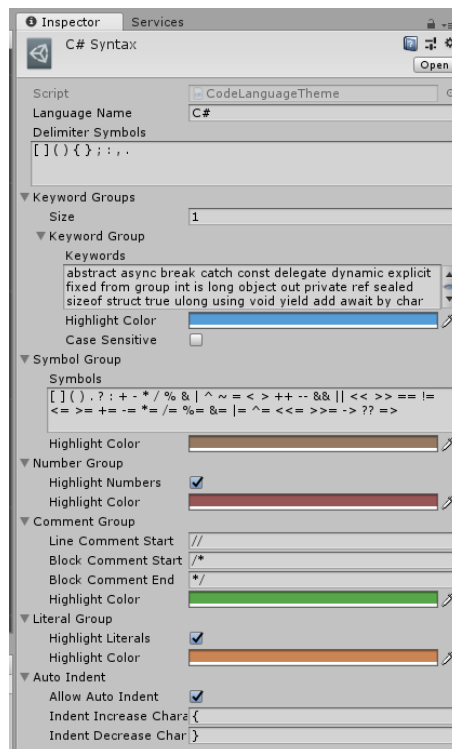 Inspector Services
C# Syntax
Open
Script CodeLanguageTheme
Language Name C#
Delimiter Symbols
[ ] ( ) { } ; : , .
Keyword Groups
Size 1
Keyword Group
Keywords
abstract async break catch const delegate dynamic explicit
fixed from group int is long object out private ref sealed
sizeof struct true ulong using void yield add await by char
Highlight Color
Case Sensitive
Symbol Group
Symbols
[ ] ( ) . ? : + - * / % & | ^ ~ = < > ++ -- && || << >> == !=
<= >= += -= *= /= %= &= |= ^= <<= >>= -> ?? =>
Highlight Color
Number Group
Highlight Numbers
Highlight Color
Comment Group
Line Comment Start //
Block Comment Start /*
Block Comment End */
Highlight Color
Literal Group
Highlight Literals
Highlight Color
Auto Indent
Allow Auto Indent
Indent Increase Chara {
Indent Decrease Char }